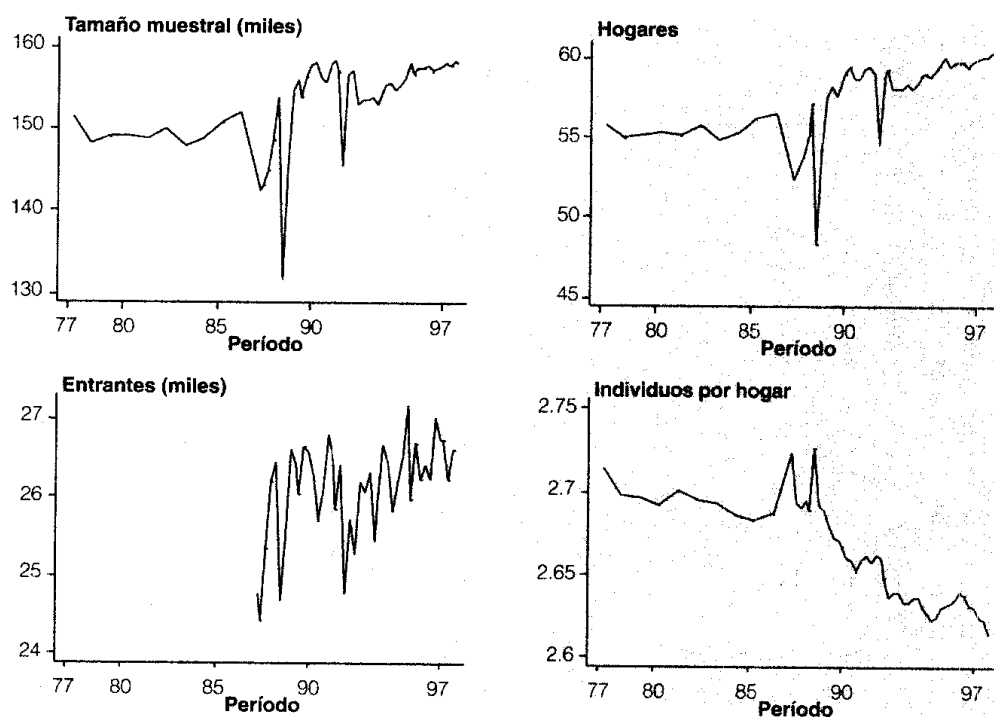 Tamaño muestral (miles)
160
150
140
130
77 80 85 90 97
Período
Hogares
60
55
50
45
77 80 85 90 97
Período
Entrantes (miles)
27
26
25
24
77 80 85 90 97
Período
Individuos por hogar
2.75
2.7
2.65
2.6
77 80 85 90 97
Período